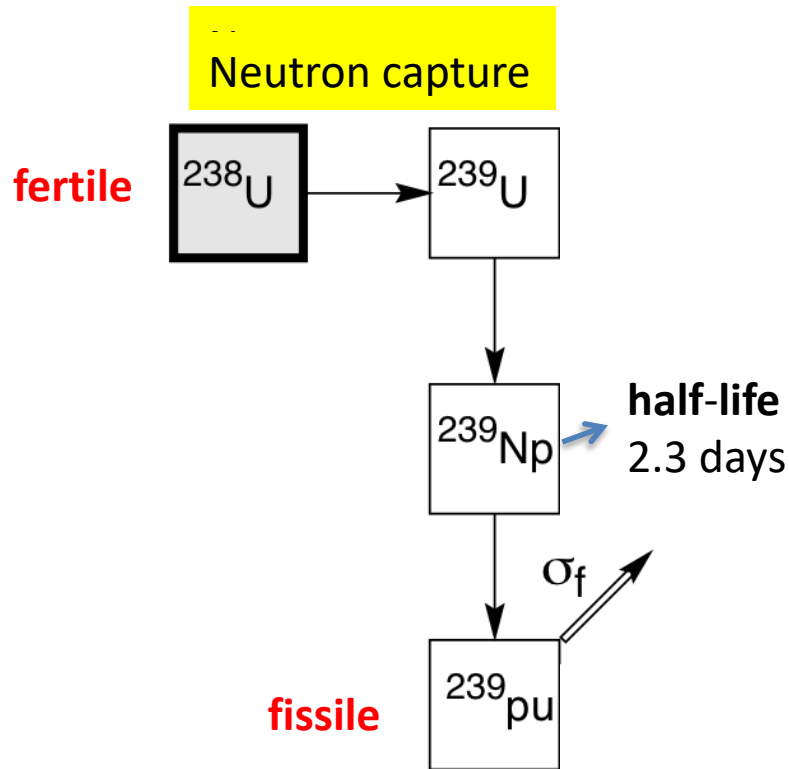 Neutron capture
fertile
²³⁸U
²³⁹U
²³⁹Np
half-life
2.3 days
σf
fissile
²³⁹pu